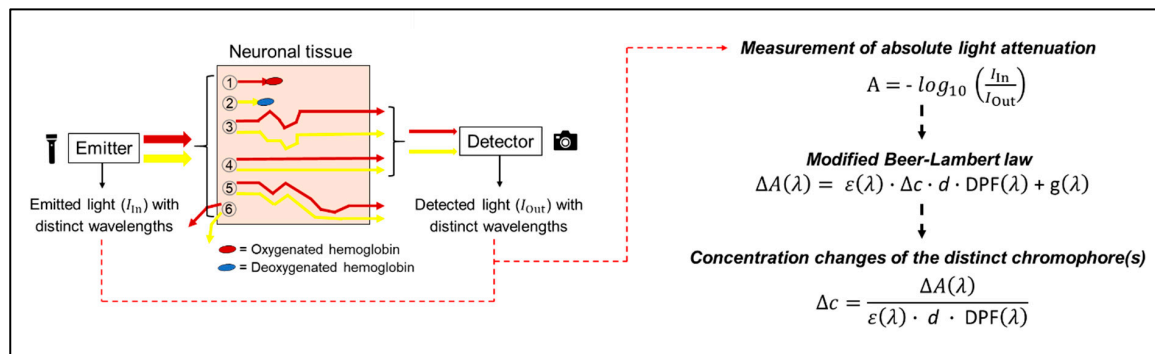 Neuronal tissue
①
②
③
④
⑤
⑥
Emitter
Detector
Emitted light (I_In) with
distinct wavelengths
Detected light (I_Out) with
distinct wavelengths
= Oxygenated hemoglobin
= Deoxygenated hemoglobin
Measurement of absolute light attenuation
A = - log₁₀ (I_In / I_Out)
Modified Beer-Lambert law
ΔA(λ) = ε(λ) · Δc · d · DPF(λ) + g(λ)
Concentration changes of the distinct chromophore(s)
Δc = ΔA(λ) / ε(λ) · d · DPF(λ)